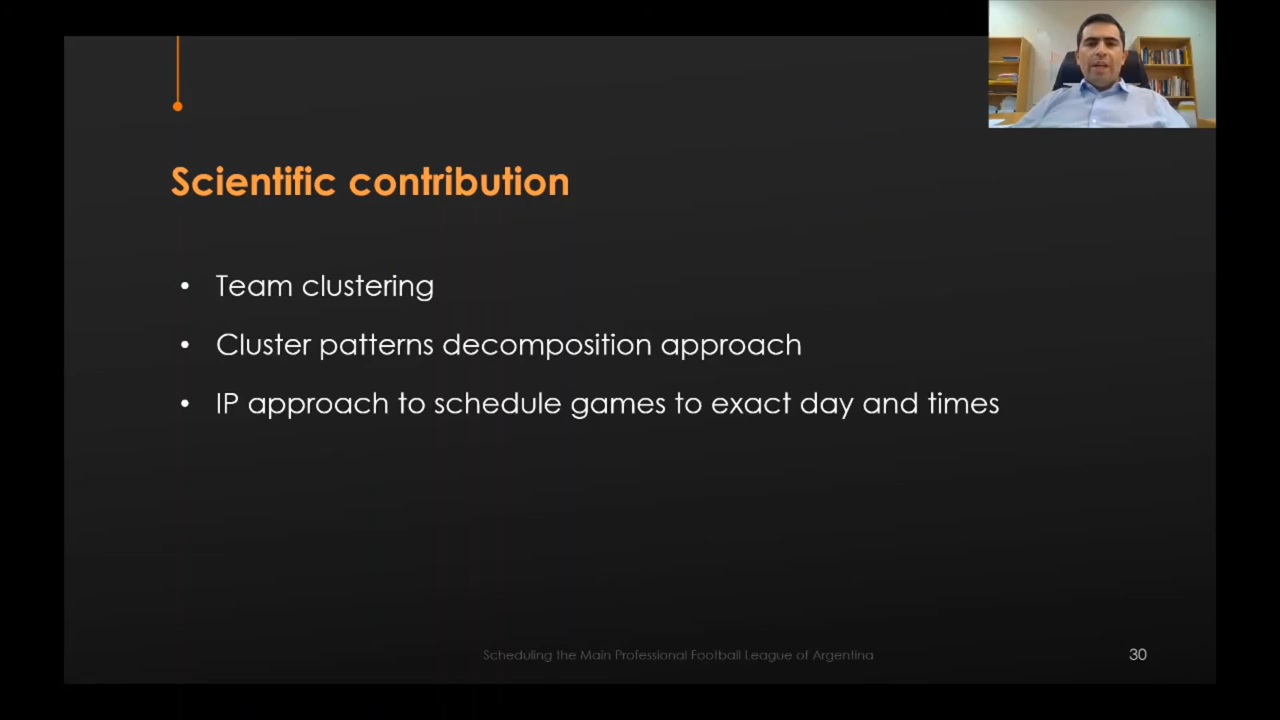 Scientific contribution
• Team clustering
• Cluster patterns decomposition approach
• IP approach to schedule games to exact day and times
Scheduling the Main Professional Football League of Argentina
30